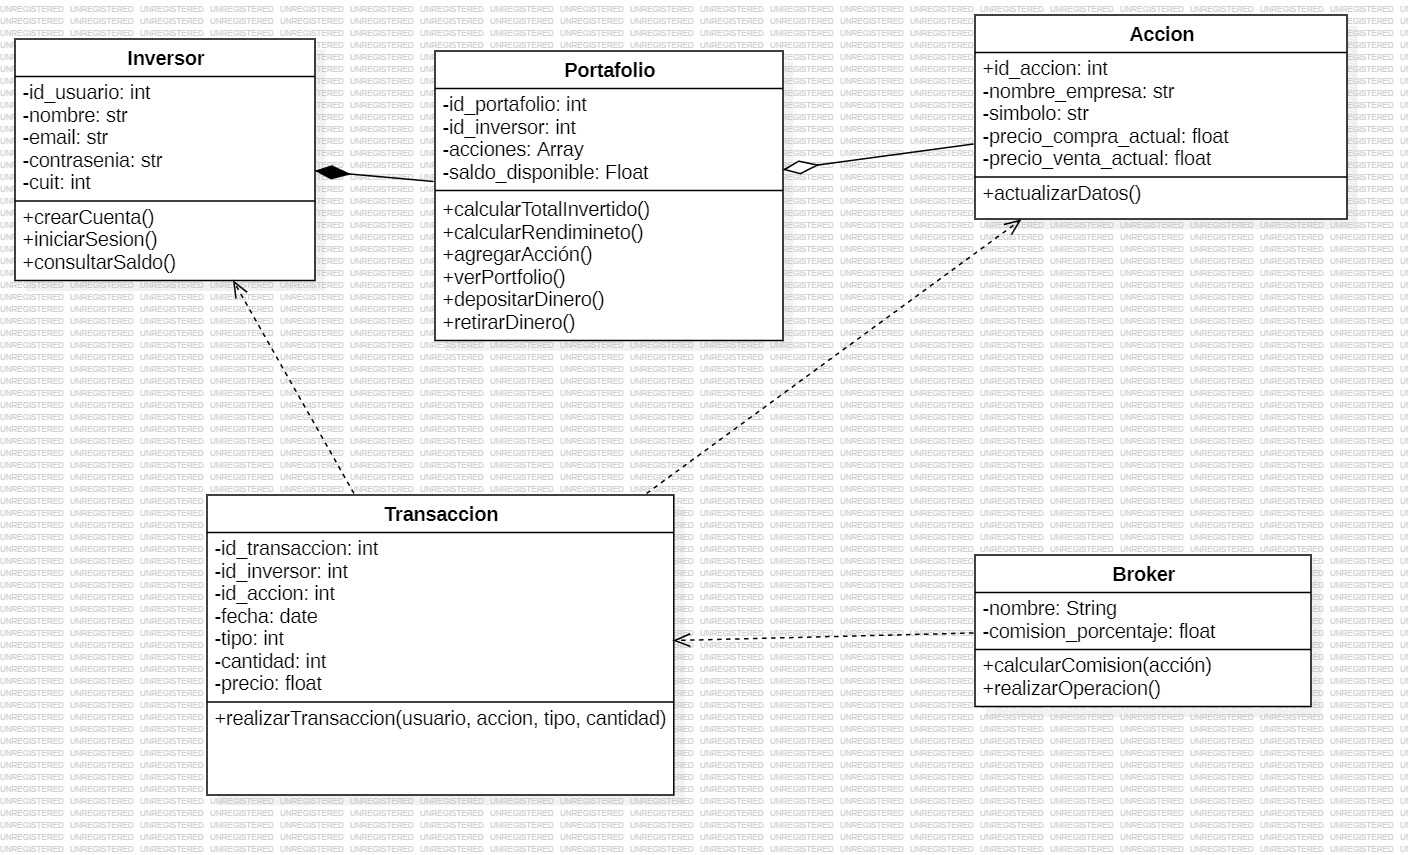 Inversor
-id_usuario: int
-nombre: str
-email: str
-contrasenia: str
-cuit: int
+crearCuenta()
+iniciarSesion()
+consultarSaldo()
Portafolio
-id_portafolio: int
-id_inversor: int
-acciones: Array
-saldo_disponible: Float
+calcularTotalInvertido()
+calcularRendimineto()
+agregarAcción()
+verPortfolio()
+depositarDinero()
+retirarDinero()
Accion
+id_accion: int
-nombre_empresa: str
-simbolo: str
-precio_compra_actual: float
-precio_venta_actual: float
+actualizarDatos()
Transaccion
-id_transaccion: int
-id_inversor: int
-id_accion: int
-fecha: date
-tipo: int
-cantidad: int
-precio: float
+realizarTransaccion(usuario, accion, tipo, cantidad)
Broker
-nombre: String
-comision_porcentaje: float
+calcularComision(acción)
+realizarOperacion()
UNREGISTERED